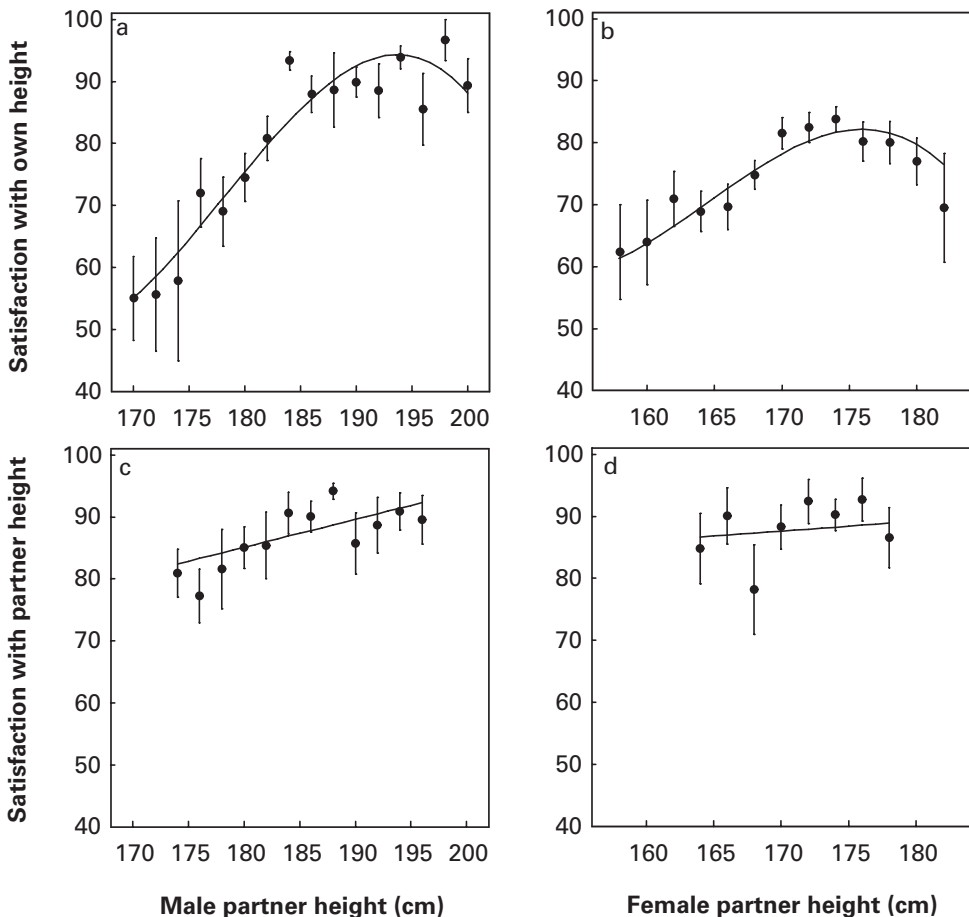 Satisfaction with own height
a
100
90
80
70
60
50
40
170 175 180 185 190 195 200
b
100
90
80
70
60
50
40
160 165 170 175 180
Satisfaction with partner height
c
100
90
80
70
60
50
40
170 175 180 185 190 195 200
Male partner height (cm)
d
100
90
80
70
60
50
40
160 165 170 175 180
Female partner height (cm)